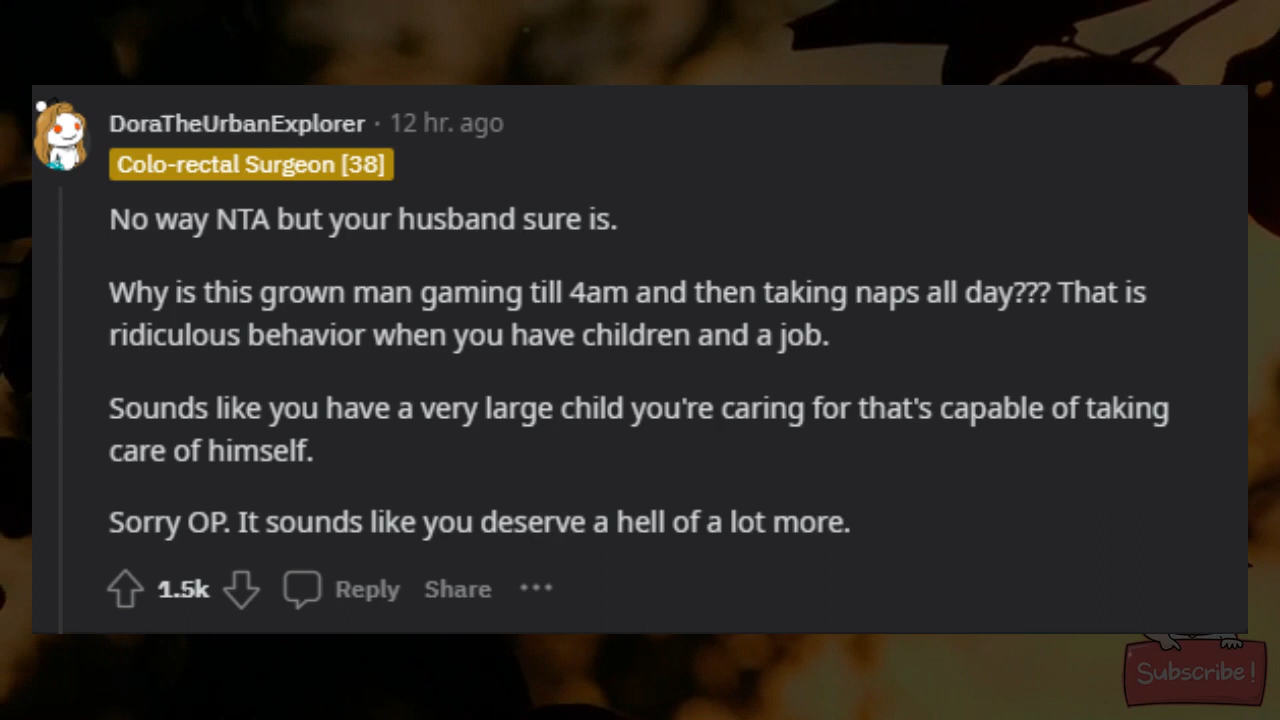 DoraTheUrbanExplorer · 12 hr. ago
Colo-rectal Surgeon [38]
No way NTA but your husband sure is.
Why is this grown man gaming till 4am and then taking naps all day??? That is
ridiculous behavior when you have children and a job.
Sounds like you have a very large child you're caring for that's capable of taking
care of himself.
Sorry OP. It sounds like you deserve a hell of a lot more.
1.5k Reply Share ...
Subscribe!